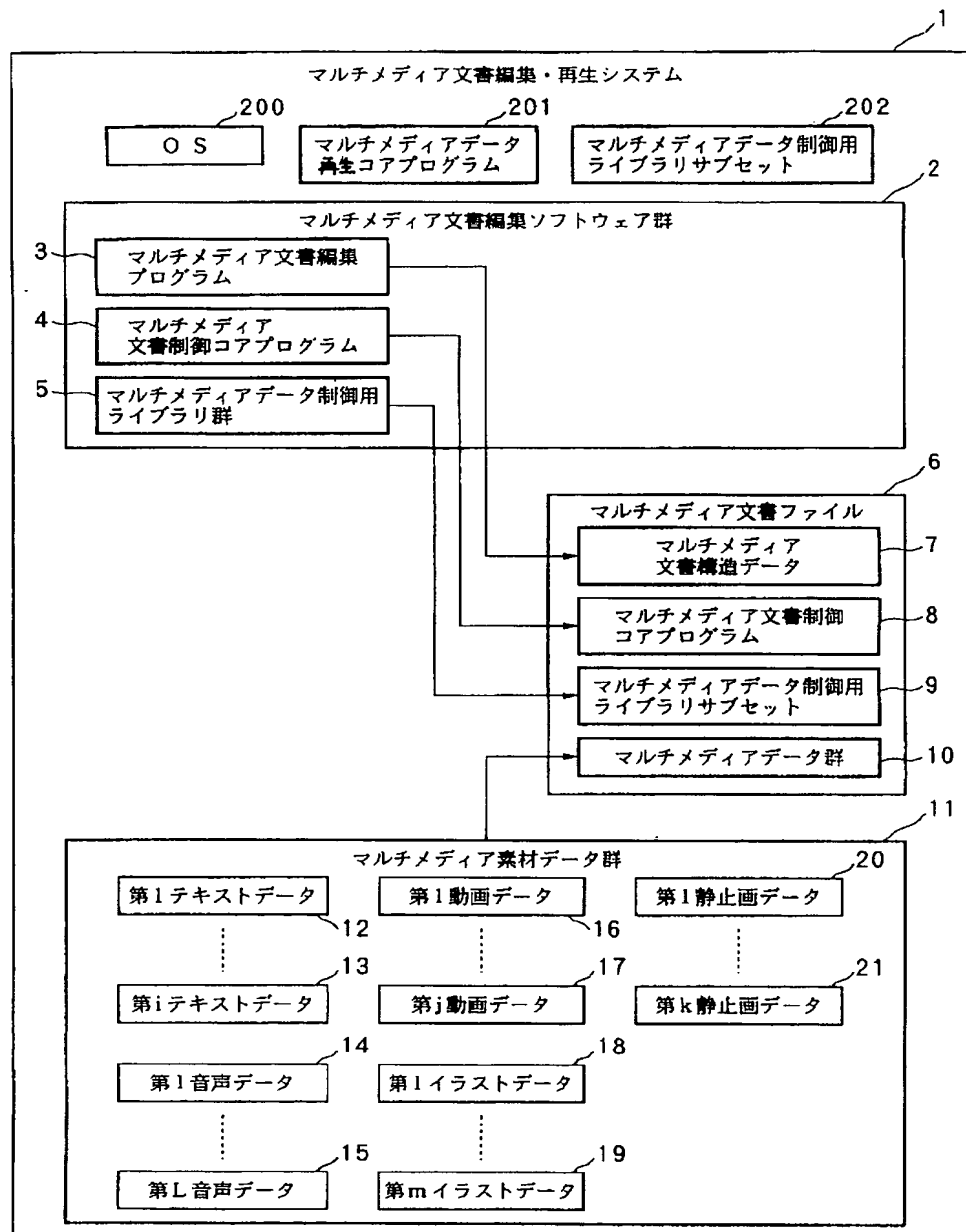 1
マルチメディア文書編集・再生システム
200
201
202
OS
マルチメディアデータ
再生コアプログラム
マルチメディアデータ制御用
ライブラリサブセット
2
マルチメディア文書編集ソフトウェア群
3
マルチメディア文書編集
プログラム
4
マルチメディア
文書制御コアプログラム
5
マルチメディアデータ制御用
ライブラリ群
6
マルチメディア文書ファイル
マルチメディア
文書構造データ
7
マルチメディア文書制御
コアプログラム
8
マルチメディアデータ制御用
ライブラリサブセット
9
マルチメディアデータ群
10
11
マルチメディア素材データ群
第1テキストデータ
12
第1動画データ
16
20
第1静止画データ
13
第iテキストデータ
17
第j動画データ
21
第k静止画データ
14
第1音声データ
18
第1イラストデータ
15
第L音声データ
19
第mイラストデータ